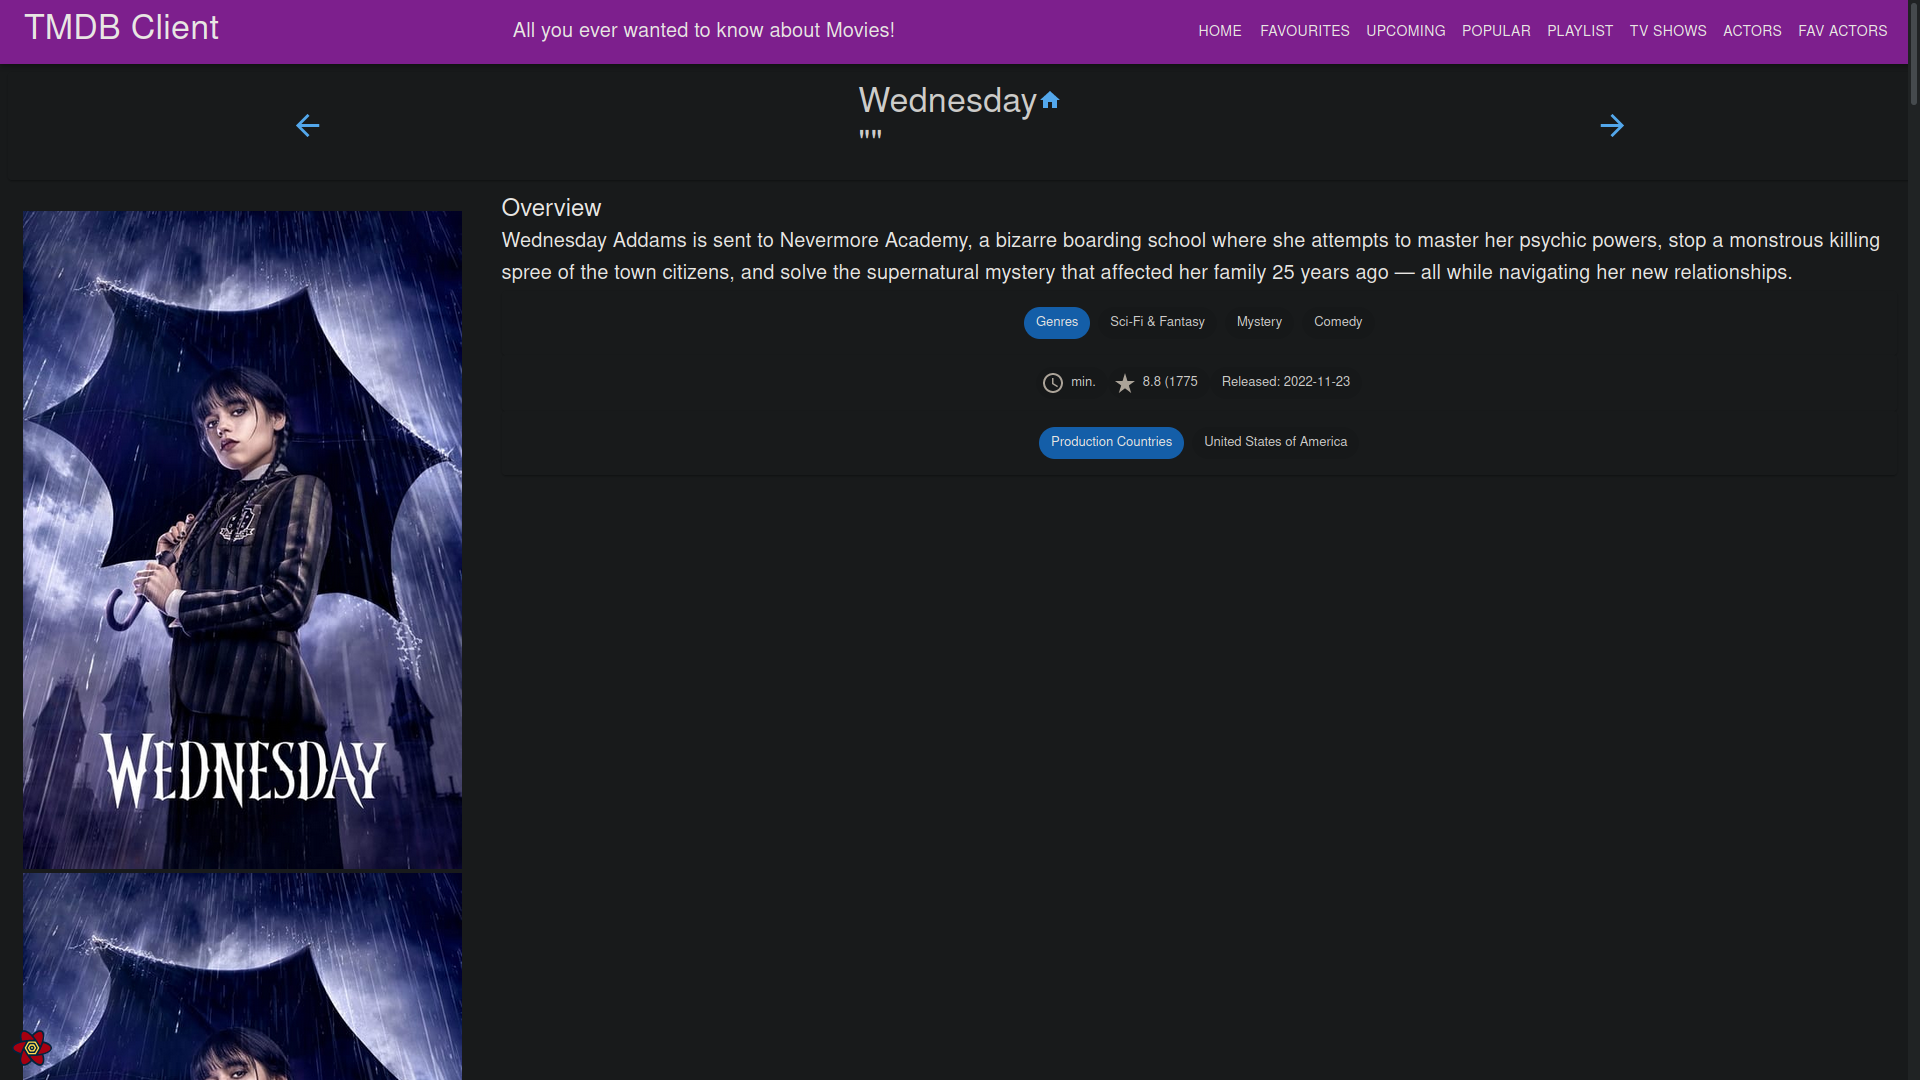 TMDB Client
All you ever wanted to know about Movies!
HOME FAVOURITES UPCOMING POPULAR PLAYLIST TV SHOWS ACTORS FAV ACTORS
Wednesday
""
Overview
Wednesday Addams is sent to Nevermore Academy, a bizarre boarding school where she attempts to master her psychic powers, stop a monstrous killing
spree of the town citizens, and solve the supernatural mystery that affected her family 25 years ago — all while navigating her new relationships.
Genres Sci-Fi & Fantasy Mystery Comedy
min. 8.8 (1775 Released: 2022-11-23
Production Countries United States of America
WEDNESDAY